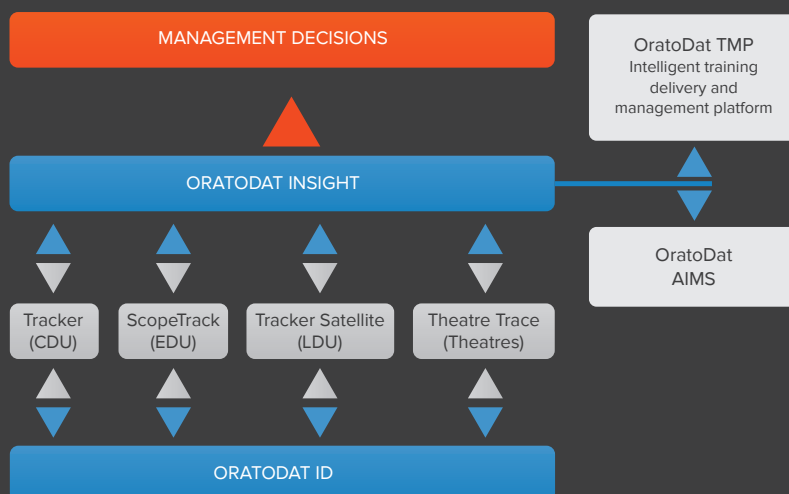 MANAGEMENT DECISIONS
OratoDat TMP
Intelligent training
delivery and
management platform
ORATODAT INSIGHT
OratoDat
AIMS
Tracker
(CDU)
ScopeTrack
(EDU)
Tracker Satellite
(LDU)
Theatre Trace
(Theatres)
ORATODAT ID